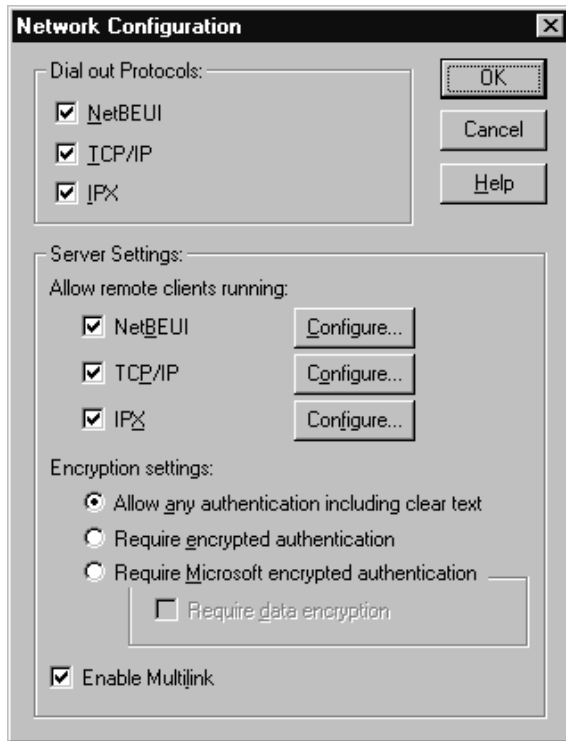 Network Configuration
Dial out Protocols:
NetBEUI
TCP/IP
IPX
OK
Cancel
Help
Server Settings:
Allow remote clients running:
NetBEUI Configure...
TCP/IP Configure...
IPX Configure...
Encryption settings:
Allow any authentication including clear text
Require encrypted authentication
Require Microsoft encrypted authentication
Require data encryption
Enable Multilink